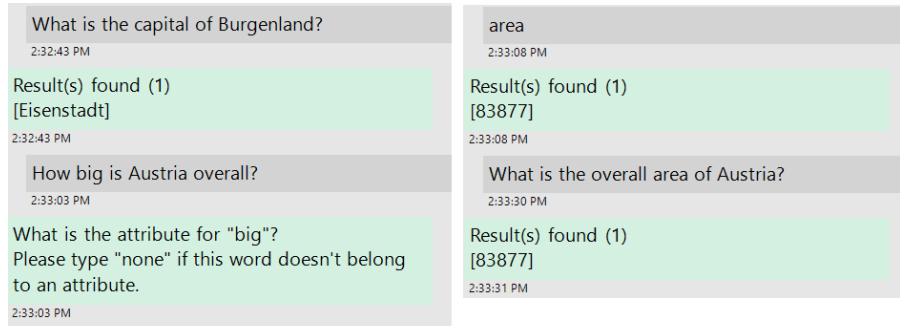 What is the capital of Burgenland?
2:32:43 PM
Result(s) found (1)
[Eisenstadt]
2:32:43 PM
How big is Austria overall?
2:33:03 PM
What is the attribute for "big"?
Please type "none" if this word doesn't belong
to an attribute.
2:33:03 PM
area
2:33:08 PM
Result(s) found (1)
[83877]
2:33:08 PM
What is the overall area of Austria?
2:33:30 PM
Result(s) found (1)
[83877]
2:33:31 PM